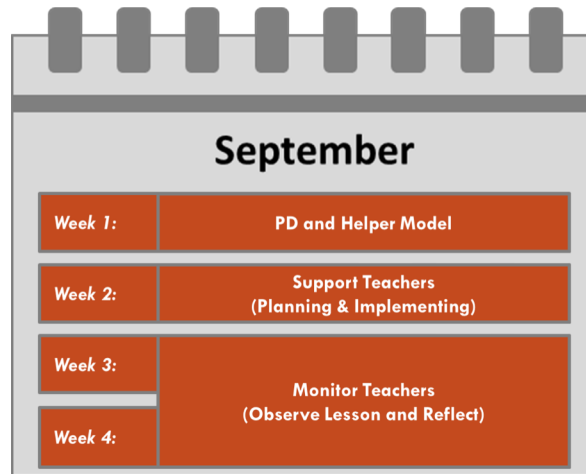 September
Week 1:
PD and Helper Model
Week 2:
Support Teachers
(Planning & Implementing)
Week 3:
Monitor Teachers
(Observe Lesson and Reflect)
Week 4: